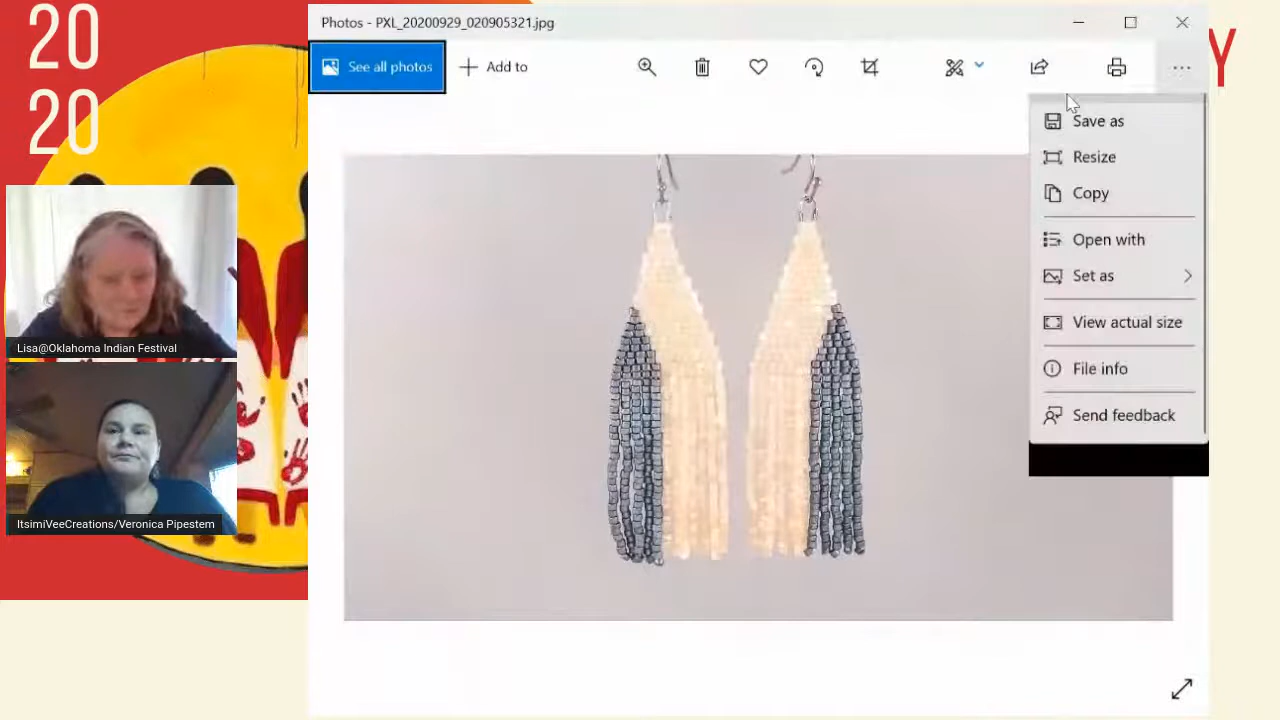 20
20
Y
Photos - PXL_20200929_020905321.jpg
See all photos
Add to
Save as
Resize
Copy
Open with
Set as
View actual size
File info
Send feedback
Lisa@Oklahoma Indian Festival
ItsimiVeeCreations/Veronica Pipestem